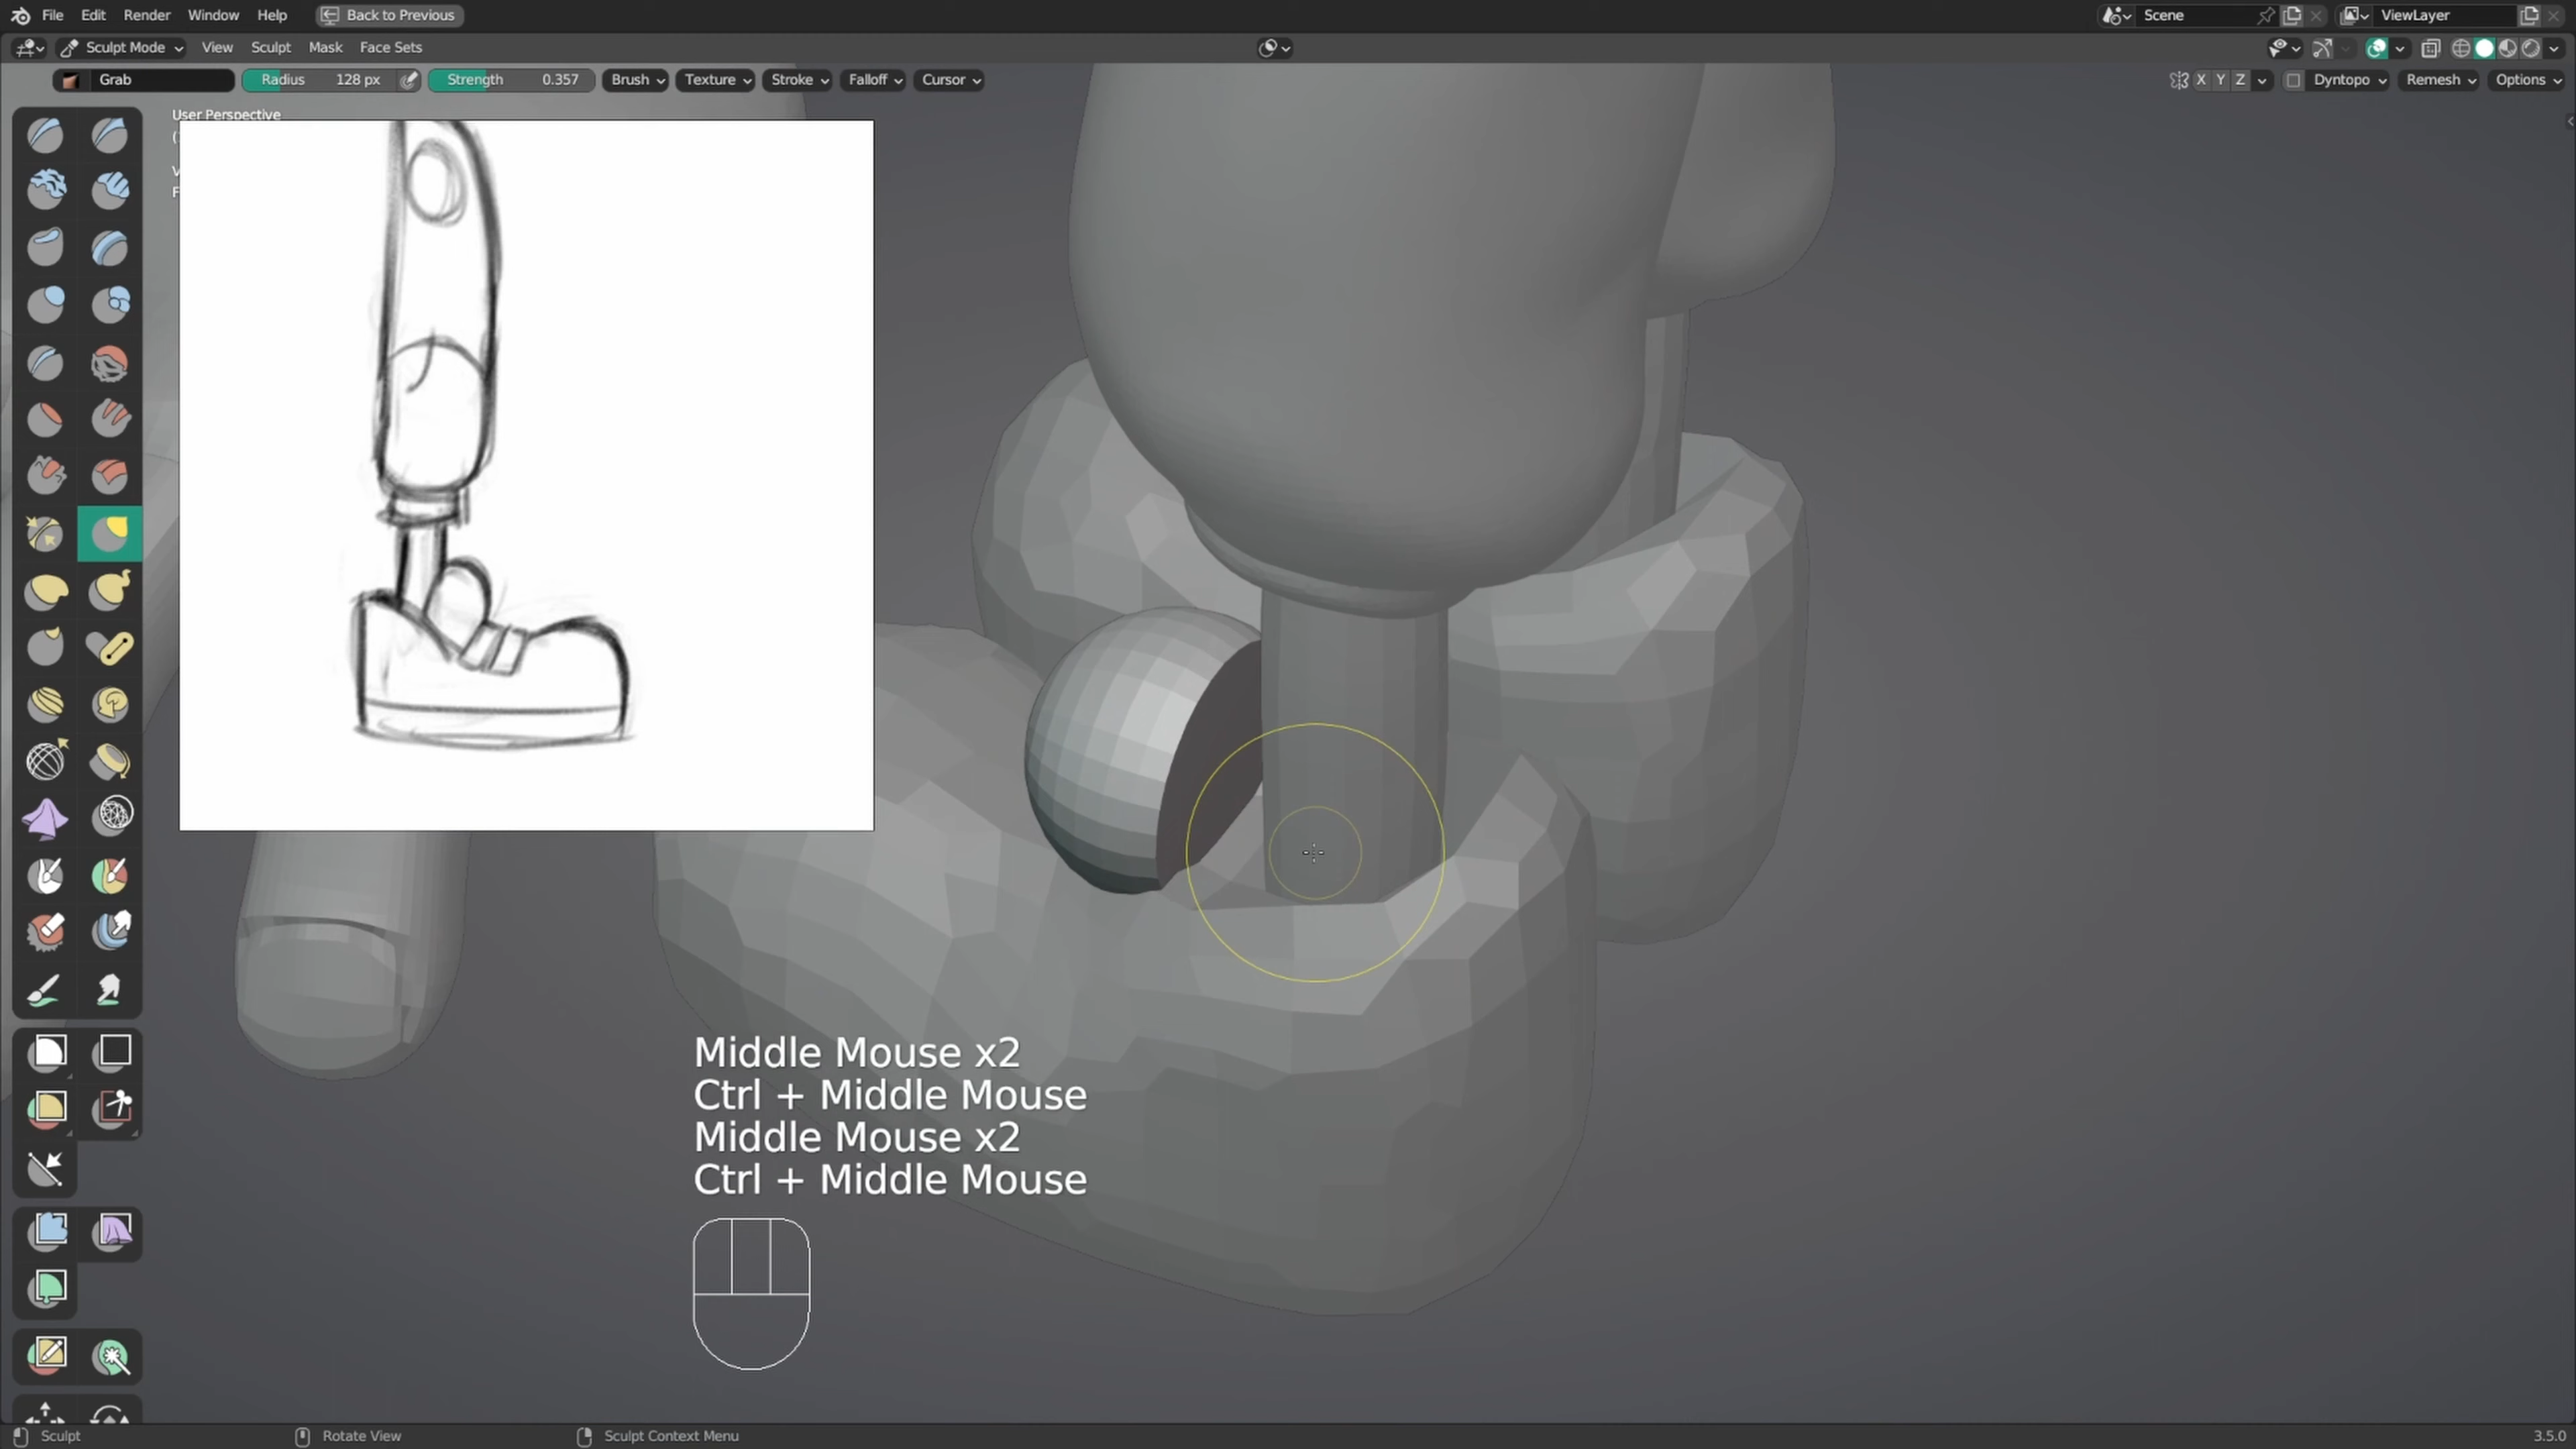 File Edit Render Window Help Back to Previous Scene ViewLayer
Sculpt Mode View Sculpt Mask Face Sets
Grab Radius 128 px Strength 0.357 Brush Texture Stroke Falloff Cursor X Y Z Dyntopo Remesh Options
User Perspective
(
V
F
Middle Mouse x2
Ctrl + Middle Mouse
Middle Mouse x2
Ctrl + Middle Mouse
Sculpt Rotate View Sculpt Context Menu 3.5.0